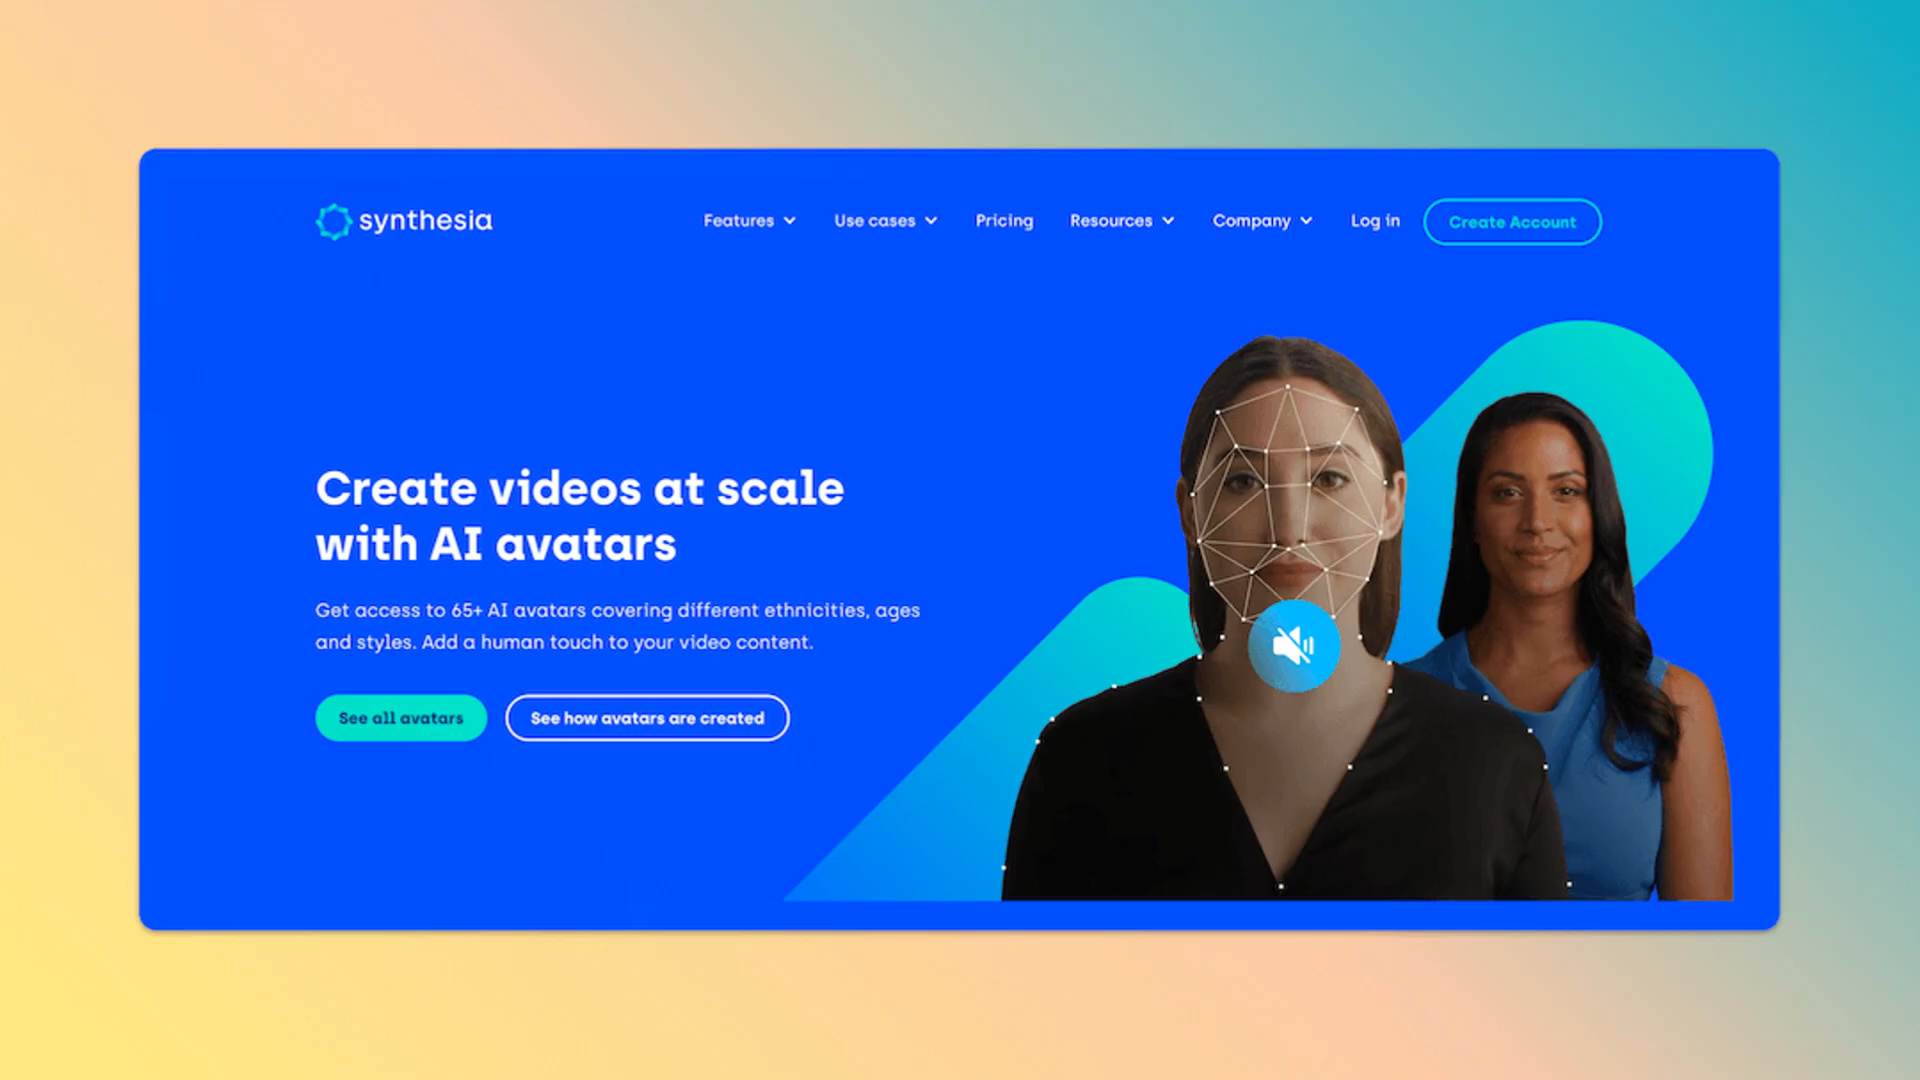 synthesia
Features
Use cases
Pricing
Resources
Company
Log in
Create Account
Create videos at scale
with AI avatars
Get access to 65+ AI avatars covering different ethnicities, ages
and styles. Add a human touch to your video content.
See all avatars
See how avatars are created